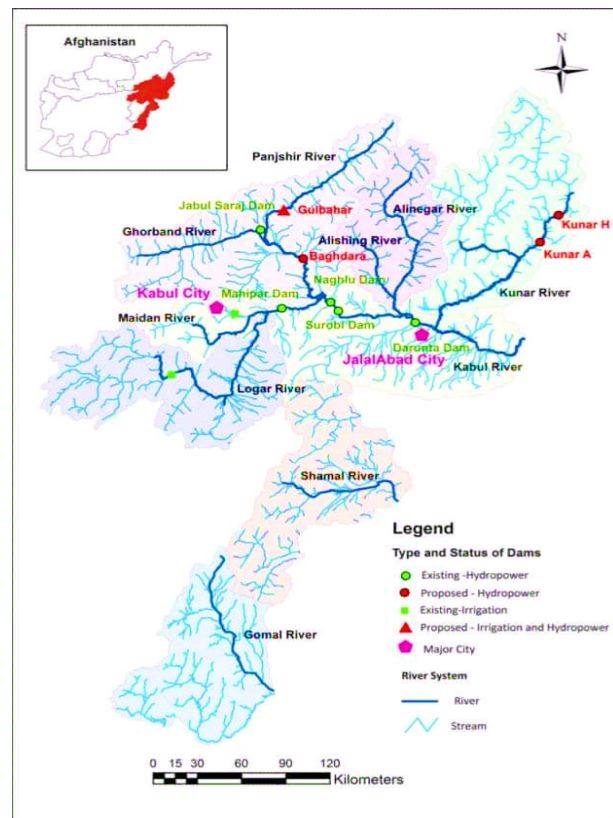 Afghanistan
N
Panjshir River
Jabul Saraj Dam
Gulbahar
Alinegar River
Ghorband River
Alishing River
Kunar H
Baghdara
Kunar A
Naghlu Dam
Kabul City
Mahipar Dam
Kunar River
Maidan River
Surobi Dam
Daronta Dam
JalalAbad City
Kabul River
Logar River
Shamal River
Gomal River
Legend
Type and Status of Dams
Existing -Hydropower
Proposed - Hydropower
Existing-Irrigation
Proposed - Irrigation and Hydropower
Major City
River System
River
Stream
0 15 30 60 90 120
Kilometers